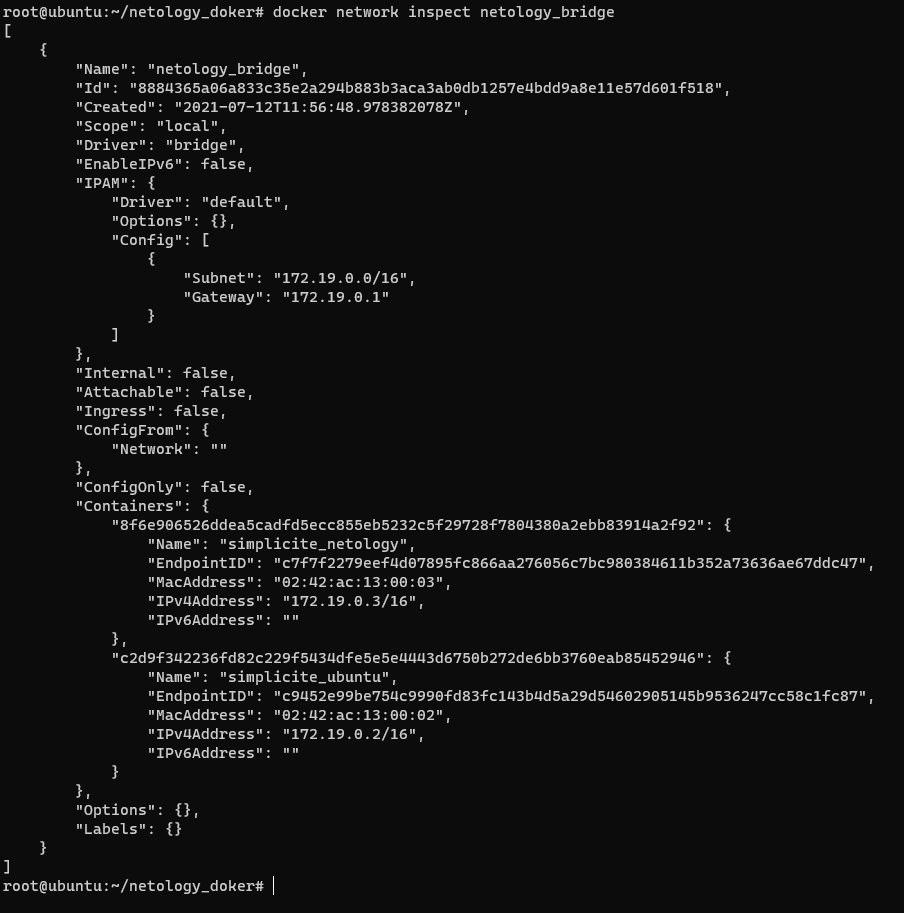 root@ubuntu:~/netology_doker# docker network inspect netology_bridge
[
    {
        "Name": "netology_bridge",
        "Id": "8884365a06a833c35e2a294b883b3aca3ab0db1257e4bdd9a8e11e57d601f518",
        "Created": "2021-07-12T11:56:48.978382078Z",
        "Scope": "local",
        "Driver": "bridge",
        "EnableIPv6": false,
        "IPAM": {
            "Driver": "default",
            "Options": {},
            "Config": [
                {
                    "Subnet": "172.19.0.0/16",
                    "Gateway": "172.19.0.1"
                }
            ]
        },
        "Internal": false,
        "Attachable": false,
        "Ingress": false,
        "ConfigFrom": {
            "Network": ""
        },
        "ConfigOnly": false,
        "Containers": {
            "8f6e906526ddea5cadfd5ecc855eb5232c5f29728f7804380a2ebb83914a2f92": {
                "Name": "simplicite_netology",
                "EndpointID": "c7f7f2279eef4d07895fc866aa276056c7bc980384611b352a73636ae67ddc47",
                "MacAddress": "02:42:ac:13:00:03",
                "IPv4Address": "172.19.0.3/16",
                "IPv6Address": ""
            },
            "c2d9f342236fd82c229f5434dfe5e5e4443d6750b272de6bb3760eab85452946": {
                "Name": "simplicite_ubuntu",
                "EndpointID": "c9452e99be754c9990fd83fc143b4d5a29d54602905145b9536247cc58c1fc87",
                "MacAddress": "02:42:ac:13:00:02",
                "IPv4Address": "172.19.0.2/16",
                "IPv6Address": ""
            }
        },
        "Options": {},
        "Labels": {}
    }
]
root@ubuntu:~/netology_doker#